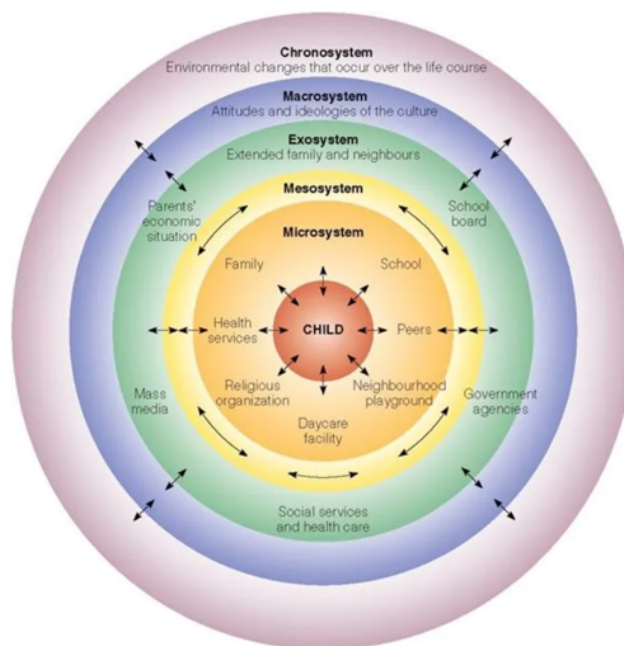 Chronosystem
Environmental changes that occur over the life course
Macrosystem
Attitudes and ideologies of the culture
Exosystem
Extended family and neighbours
Mesosystem
Parents'
economic
situation
School
board
Microsystem
Family
School
Health
services
CHILD
Peers
Religious
organization
Neighbourhood
playground
Daycare
facility
Mass
media
Government
agencies
Social services
and health care